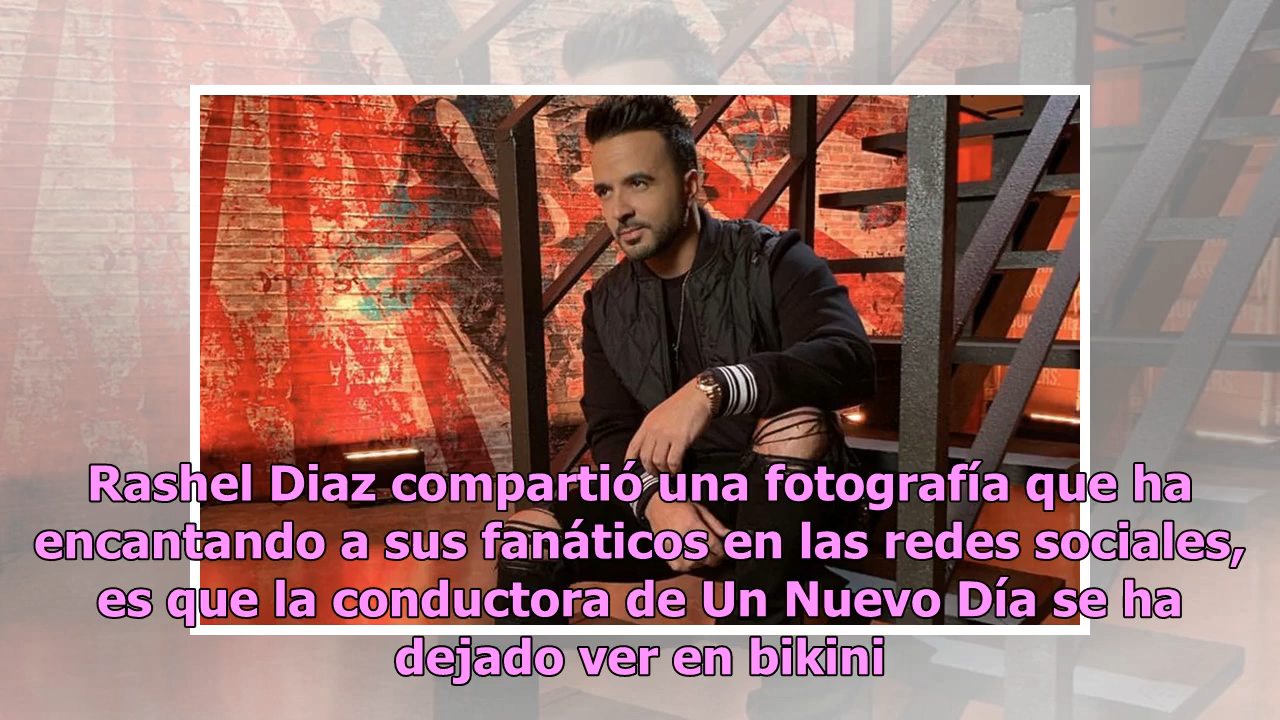 Rashel Diaz compartió una fotografía que ha
encantando a sus fanáticos en las redes sociales,
es que la conductora de Un Nuevo Día se ha
dejado ver en bikini